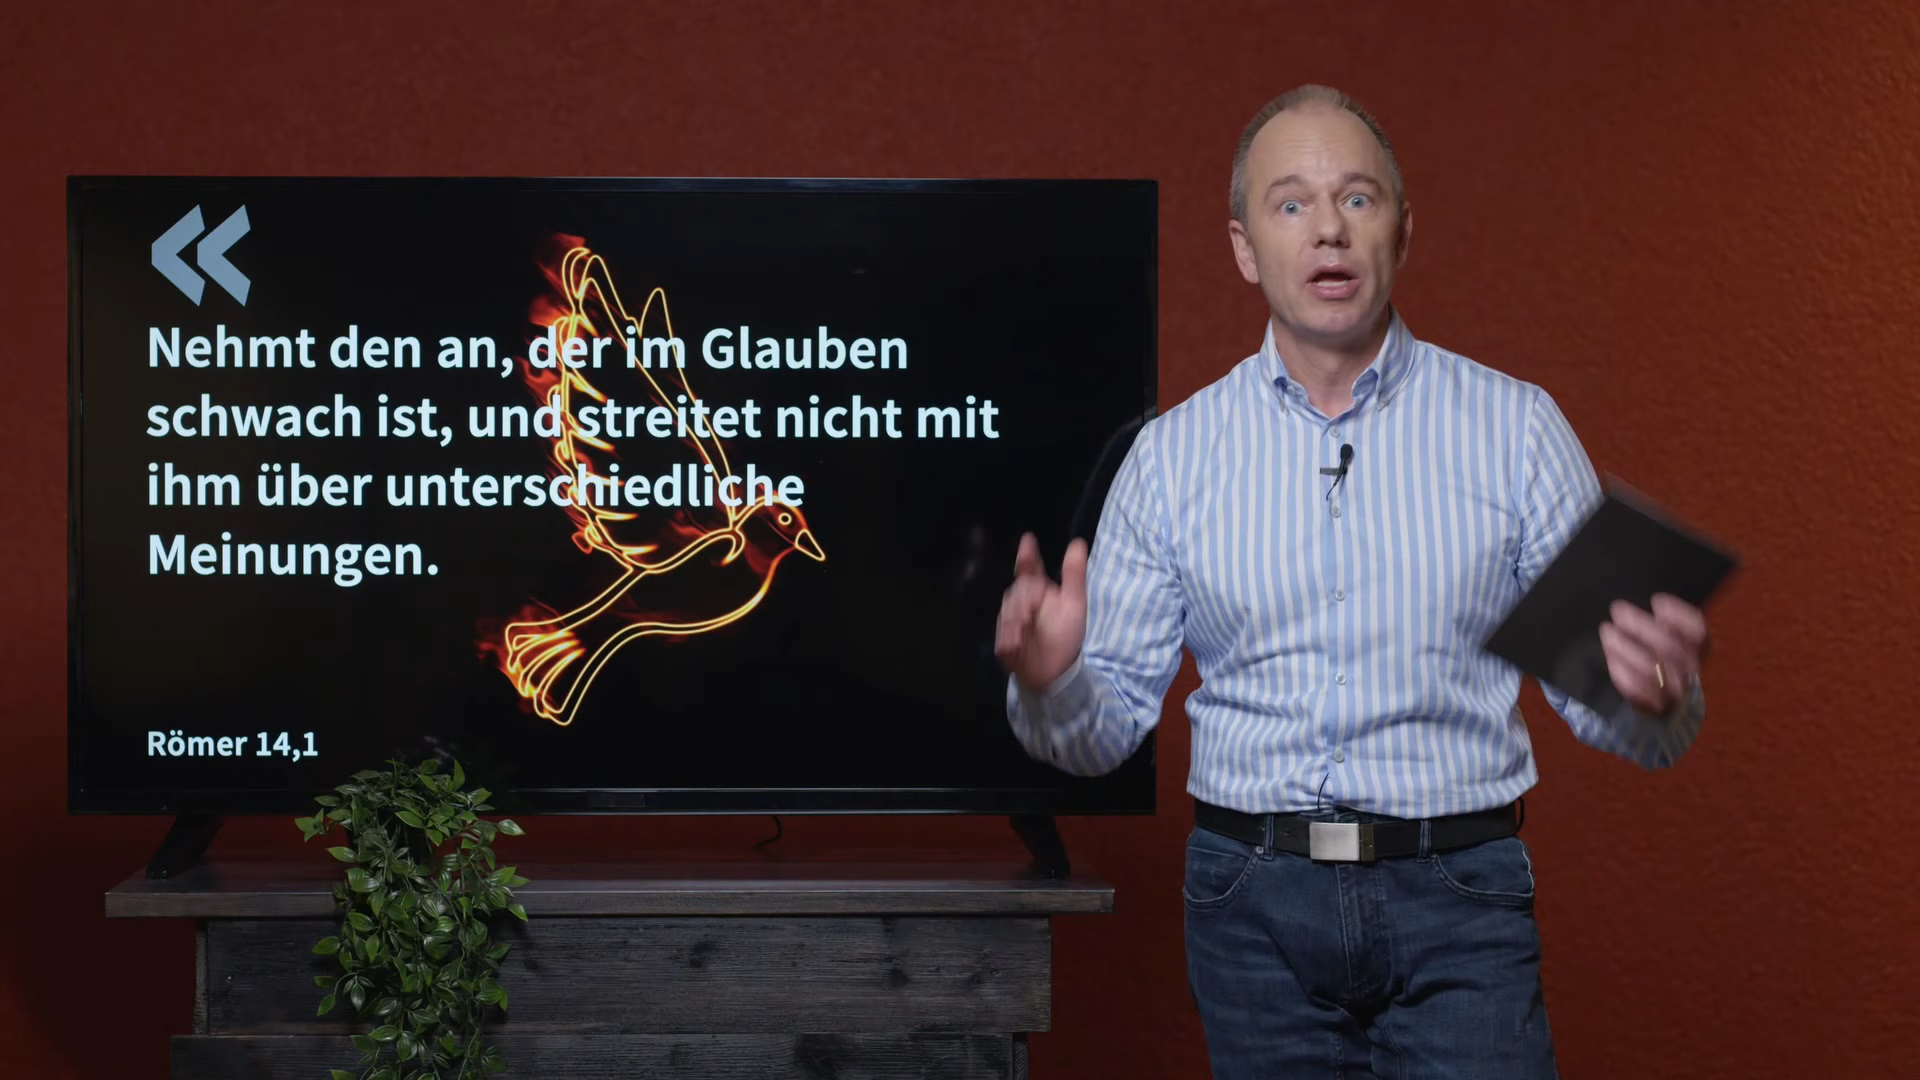 «
Nehmt den an, der im Glauben
schwach ist, und streitet nicht mit
ihm über unterschiedliche
Meinungen.
Römer 14,1